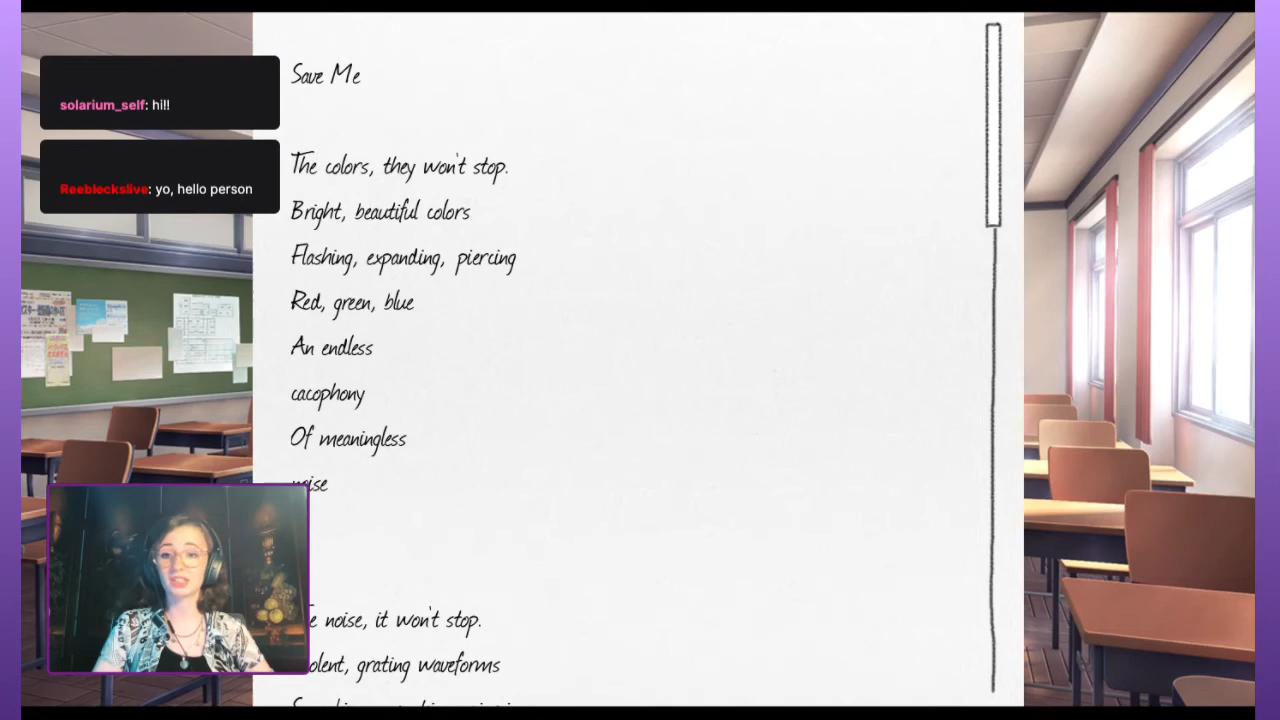 Save Me
solarium_self: hi!!
Reeblockslive: yo, hello person
The colors, they won't stop.
Bright, beautiful colors
Flashing, expanding, piercing
Red, green, blue
An endless
cacophony
Of meaningless
noise
noise, it won't stop.
grating waveforms